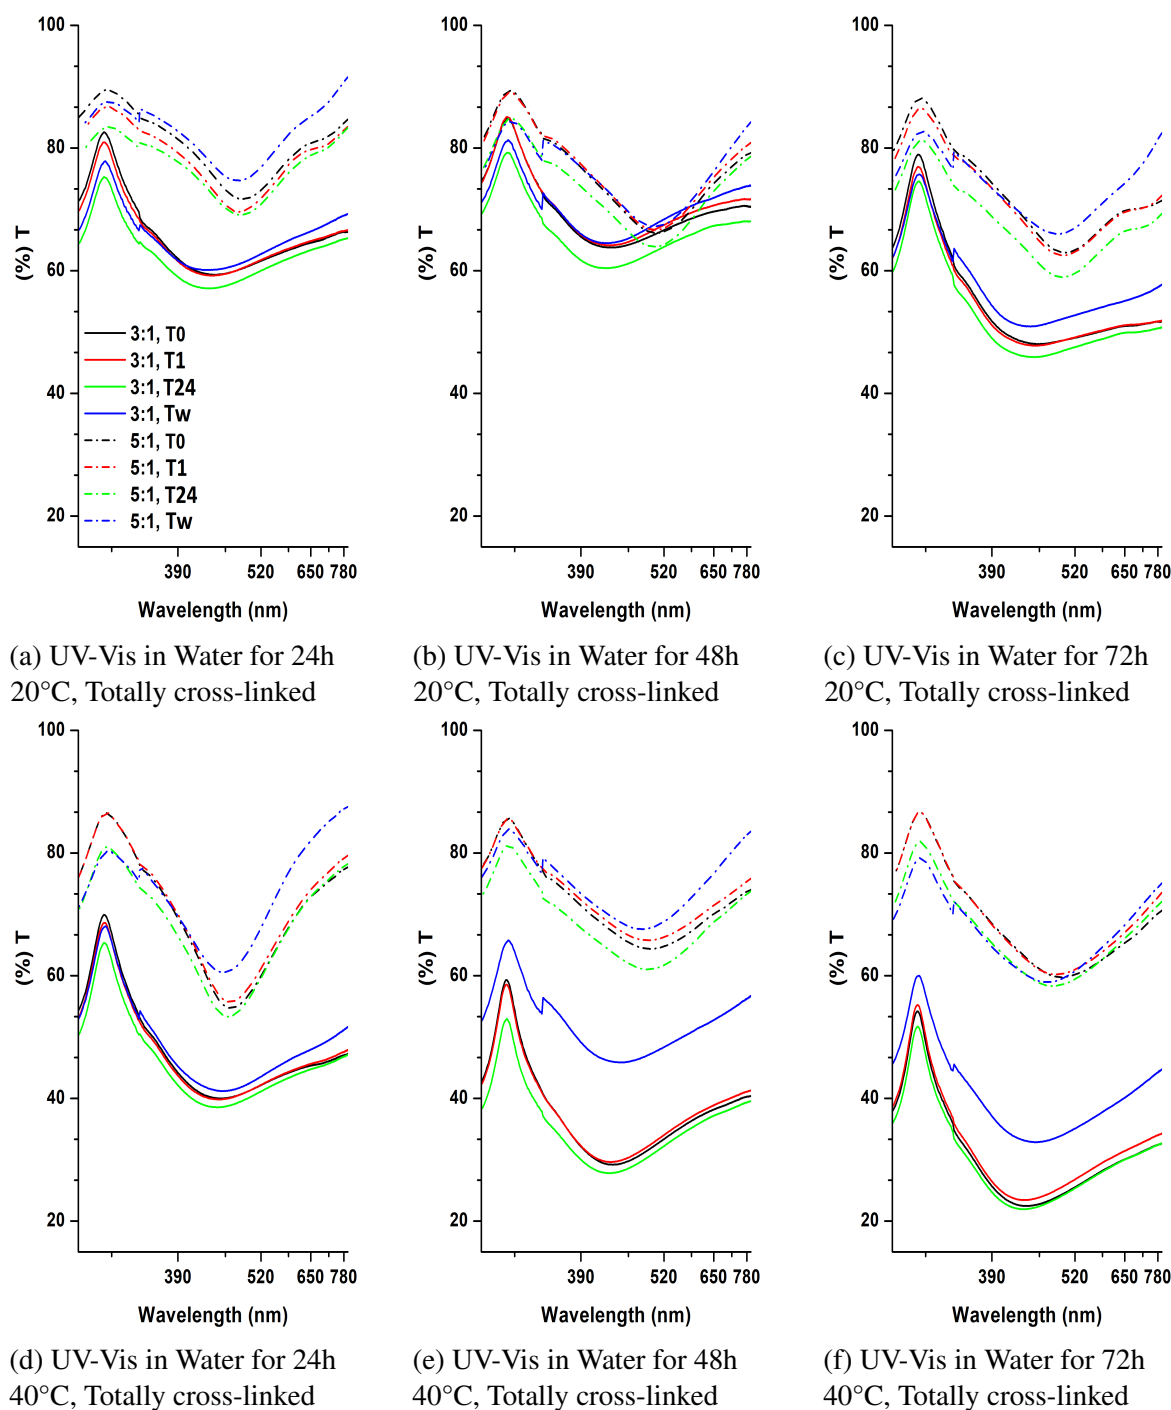 100
80
60
40
20
(%) T
3:1, T0
3:1, T1
3:1, T24
3:1, Tw
5:1, T0
5:1, T1
5:1, T24
5:1, Tw
390 520 650 780
Wavelength (nm)
(a) UV-Vis in Water for 24h
20°C, Totally cross-linked
100
80
60
40
20
(%) T
390 520 650 780
Wavelength (nm)
(b) UV-Vis in Water for 48h
20°C, Totally cross-linked
100
80
60
40
20
(%) T
390 520 650 780
Wavelength (nm)
(c) UV-Vis in Water for 72h
20°C, Totally cross-linked
100
80
60
40
20
(%) T
390 520 650 780
Wavelength (nm)
(d) UV-Vis in Water for 24h
40°C, Totally cross-linked
100
80
60
40
20
(%) T
390 520 650 780
Wavelength (nm)
(e) UV-Vis in Water for 48h
40°C, Totally cross-linked
100
80
60
40
20
(%) T
390 520 650 780
Wavelength (nm)
(f) UV-Vis in Water for 72h
40°C, Totally cross-linked